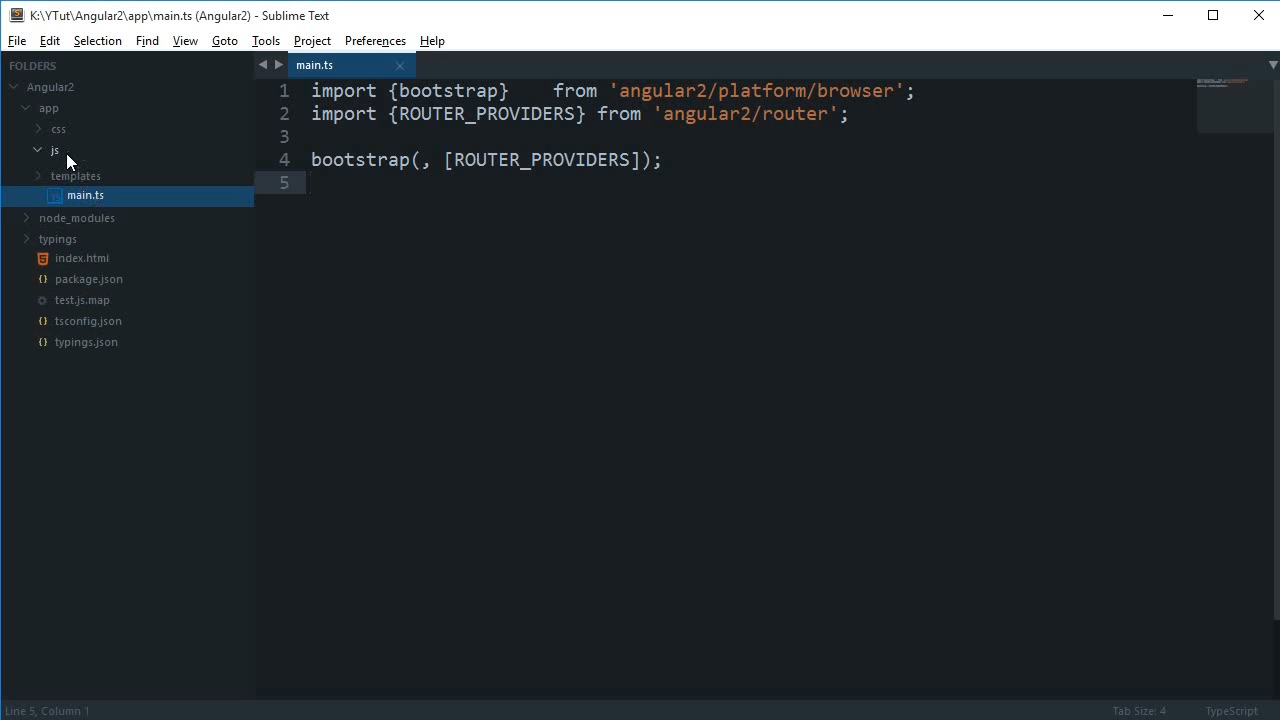 K:\YTut\Angular2\app\main.ts (Angular2) - Sublime Text
File Edit Selection Find View Goto Tools Project Preferences Help
FOLDERS
Angular2
app
css
js
templates
main.ts
node_modules
typings
index.html
package.json
test.js.map
tsconfig.json
typings.json
main.ts
1 import {bootstrap}    from 'angular2/platform/browser';
2 import {ROUTER_PROVIDERS} from 'angular2/router';
3
4 bootstrap(, [ROUTER_PROVIDERS]);
5
Line 5, Column 1
Tab Size: 4
TypeScript